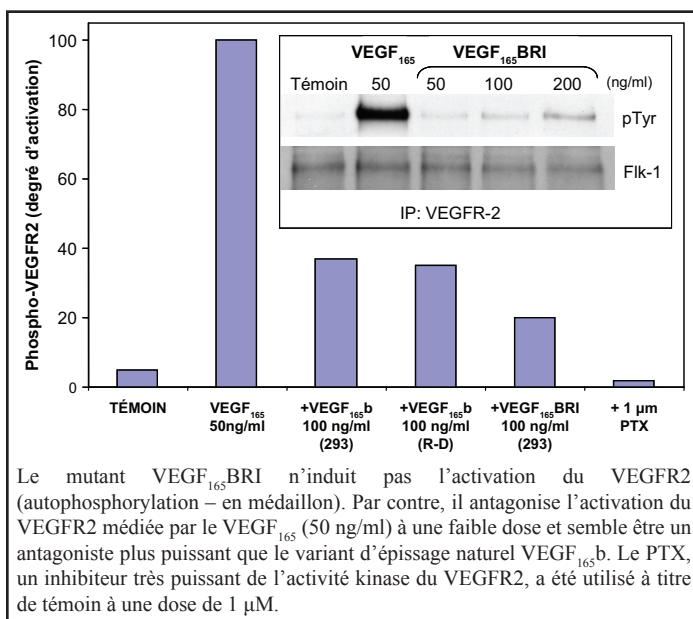 Phospho-VEGFR2 (degré d'activation)
100
80
60
40
20
0
VEGF₁₆₅ VEGF₁₆₅BRI
Témoin 50 50 100 200 (ng/ml)
pTyr
Flk-1
IP: VEGFR-2
TÉMOIN
VEGF₁₆₅
50ng/ml
+VEGF₁₆₅b
100 ng/ml
(293)
+VEGF₁₆₅b
100 ng/ml
(R-D)
+VEGF₁₆₅BRI
100 ng/ml
(293)
+ 1 µm
PTX
Le mutant VEGF₁₆₅BRI n'induit pas l'activation du VEGFR2
(autophosphorylation – en médaillon). Par contre, il antagonise l'activation du
VEGFR2 médiée par le VEGF₁₆₅ (50 ng/ml) à une faible dose et semble être un
antagoniste plus puissant que le variant d'épissage naturel VEGF₁₆₅b. Le PTX,
un inhibiteur très puissant de l'activité kinase du VEGFR2, a été utilisé à titre
de témoin à une dose de 1 µM.